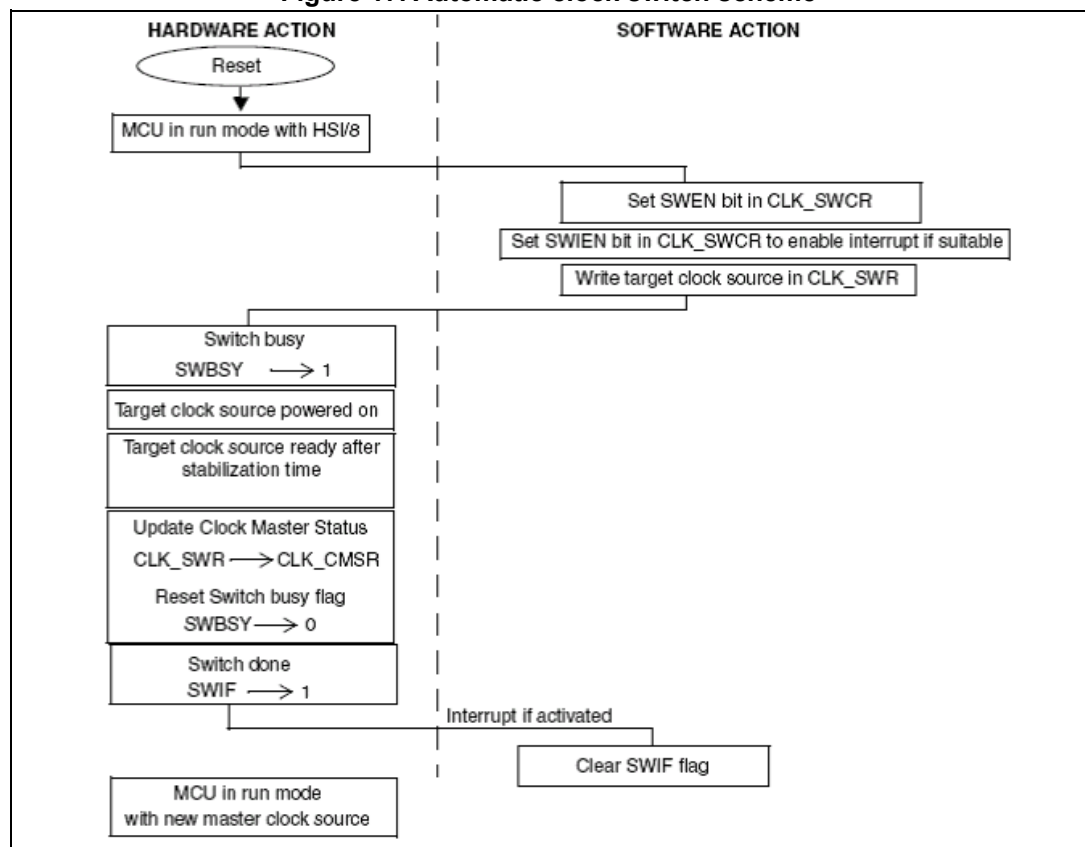 HARDWARE ACTION
SOFTWARE ACTION
Reset
MCU in run mode with HSI/8
Set SWEN bit in CLK_SWCR
Set SWIEN bit in CLK_SWCR to enable interrupt if suitable
Write target clock source in CLK_SWR
Switch busy
SWBSY → 1
Target clock source powered on
Target clock source ready after
stabilization time
Update Clock Master Status
CLK_SWR → CLK_CMSR
Reset Switch busy flag
SWBSY → 0
Switch done
SWIF → 1
Interrupt if activated
Clear SWIF flag
MCU in run mode
with new master clock source